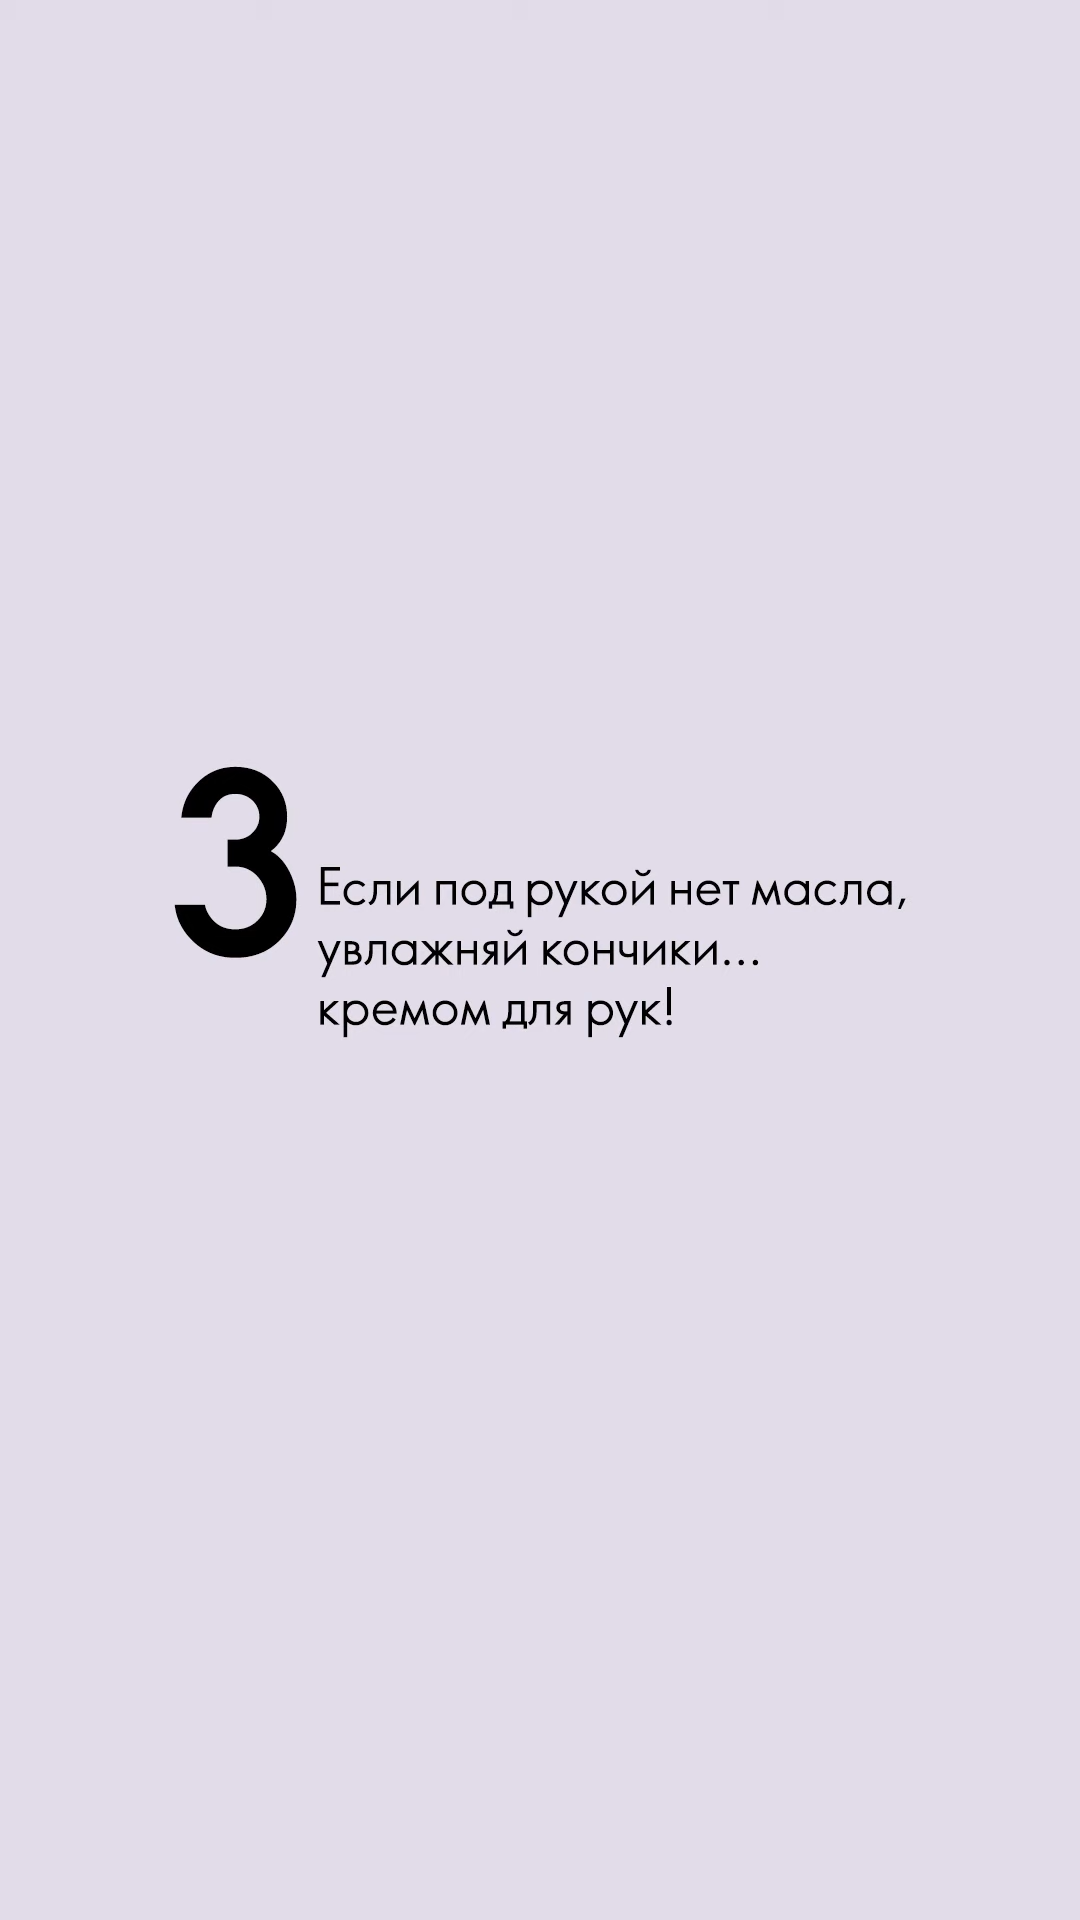 3
Если под рукой нет масла,
увлажняй кончики...
кремом для рук!